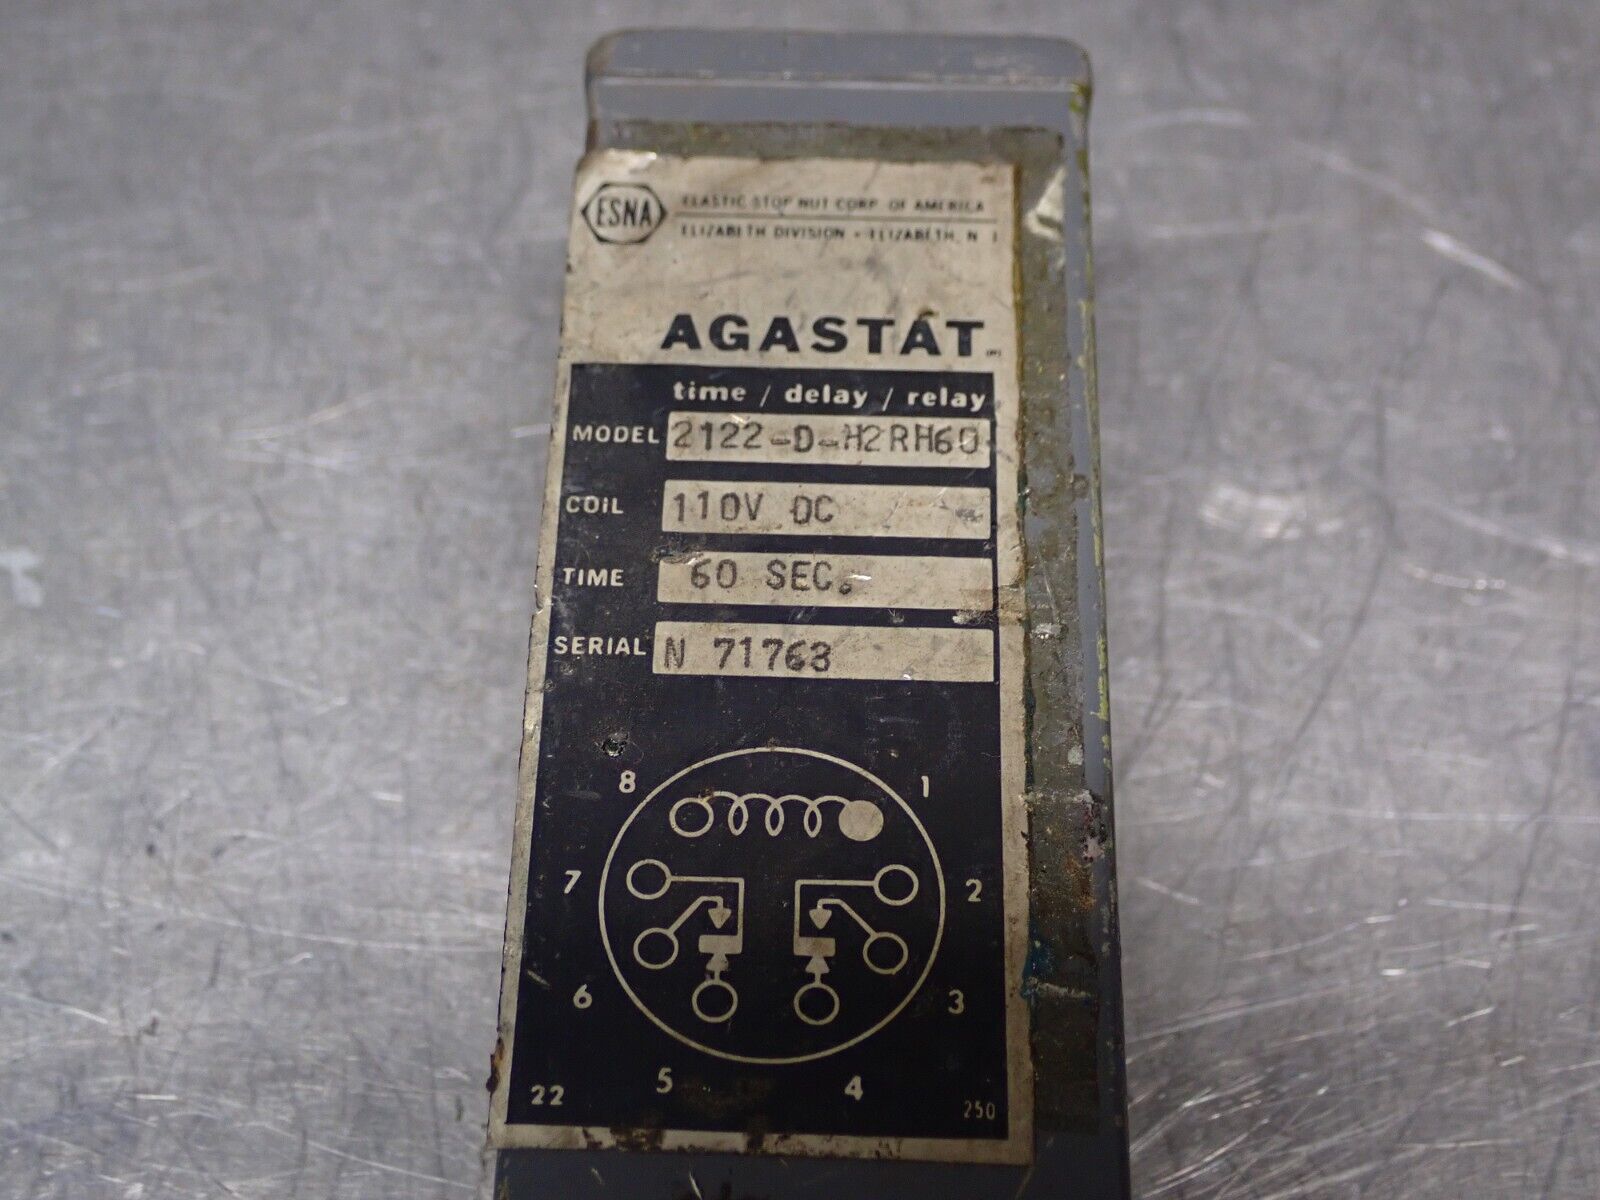 ESNA ELASTIC STOP NUT CORP. OF AMERICA
ELIZABETH DIVISION - ELIZABETH, N J
AGASTAT
time / delay / relay
MODEL 2122-D-H2RH60
COIL 110V DC
TIME 60 SEC.
SERIAL N 71763
8 1
7 2
6 3
5 4
22 250